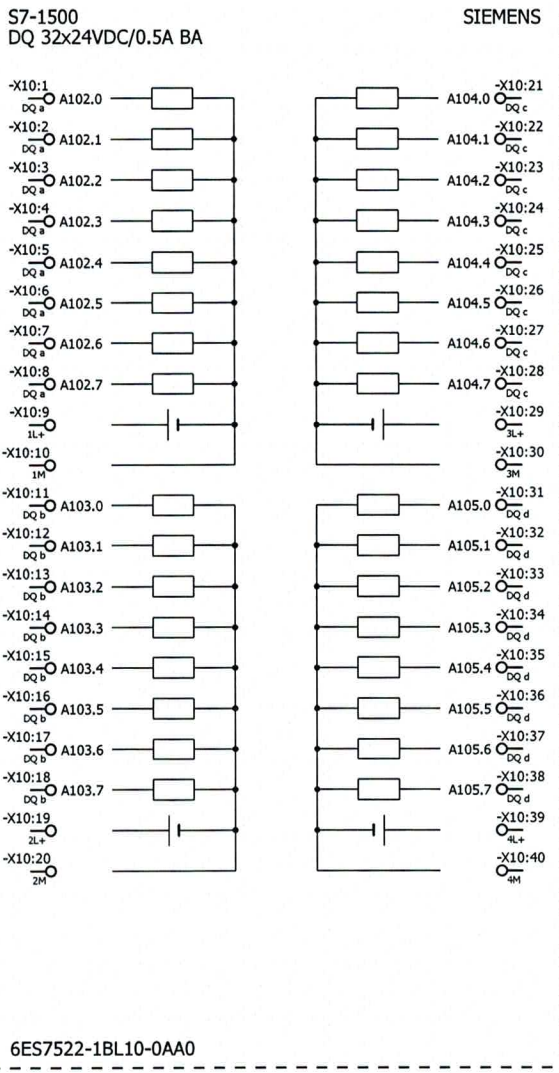 S7-1500
SIEMENS
DQ 32x24VDC/0.5A BA
-X10:1
A102.0
DQ a
-X10:2
A102.1
DQ a
-X10:3
A102.2
DQ a
-X10:4
A102.3
DQ a
-X10:5
A102.4
DQ a
-X10:6
A102.5
DQ a
-X10:7
A102.6
DQ a
-X10:8
A102.7
DQ a
-X10:9
1L+
-X10:10
1M
-X10:11
A103.0
DQ b
-X10:12
A103.1
DQ b
-X10:13
A103.2
DQ b
-X10:14
A103.3
DQ b
-X10:15
A103.4
DQ b
-X10:16
A103.5
DQ b
-X10:17
A103.6
DQ b
-X10:18
A103.7
DQ b
-X10:19
2L+
-X10:20
2M
-X10:21
A104.0
DQ c
-X10:22
A104.1
DQ c
-X10:23
A104.2
DQ c
-X10:24
A104.3
DQ c
-X10:25
A104.4
DQ c
-X10:26
A104.5
DQ c
-X10:27
A104.6
DQ c
-X10:28
A104.7
DQ c
-X10:29
3L+
-X10:30
3M
-X10:31
A105.0
DQ d
-X10:32
A105.1
DQ d
-X10:33
A105.2
DQ d
-X10:34
A105.3
DQ d
-X10:35
A105.4
DQ d
-X10:36
A105.5
DQ d
-X10:37
A105.6
DQ d
-X10:38
A105.7
DQ d
-X10:39
4L+
-X10:40
4M
6ES7522-1BL10-0AA0